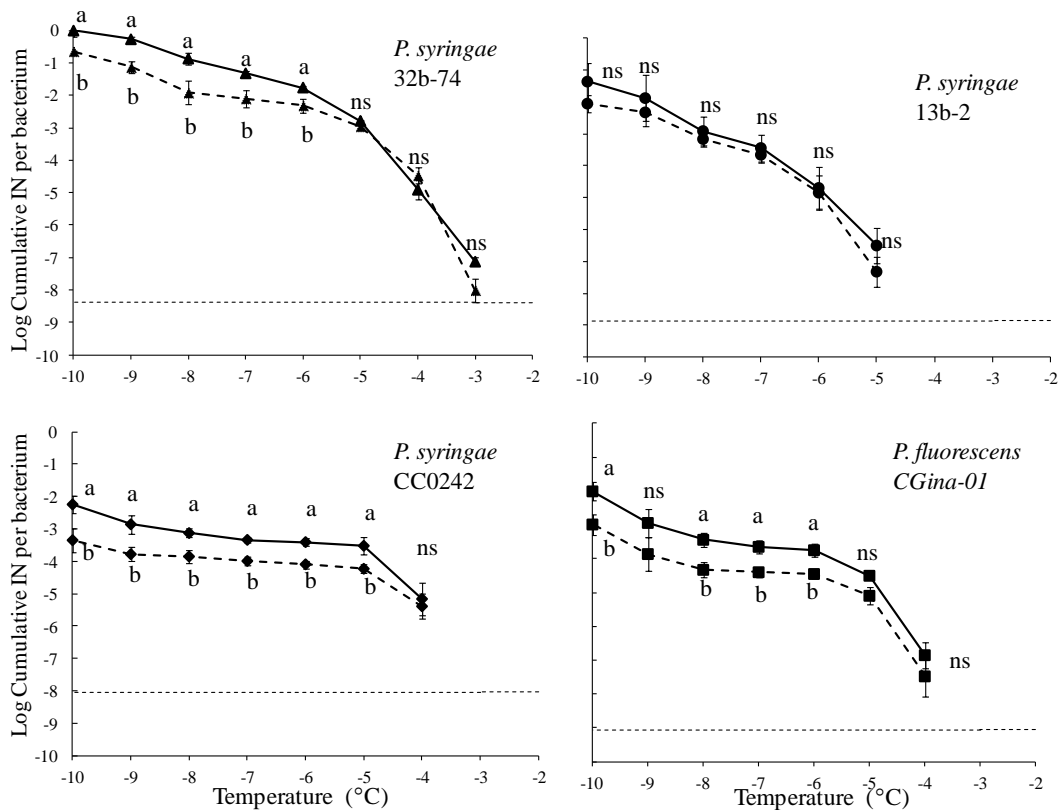 Log Cumulative IN per bacterium
0
-1
-2
-3
-4
-5
-6
-7
-8
-9
-10
a a a a a ns ns ns
b b b b b
P. syringae
32b-74
-10 -9 -8 -7 -6 -5 -4 -3 -2
ns ns ns ns ns ns
P. syringae
13b-2
-10 -9 -8 -7 -6 -5 -4 -3 -2
Log Cumulative IN per bacterium
0
-1
-2
-3
-4
-5
-6
-7
-8
-9
-10
a a a a a a ns
b b b b b b
P. syringae
CC0242
-10 -9 -8 -7 -6 -5 -4 -3 -2
Temperature (°C)
a ns a a a ns ns
b b b b
P. fluorescens
CGina-01
-10 -9 -8 -7 -6 -5 -4 -3 -2
Temperature (°C)